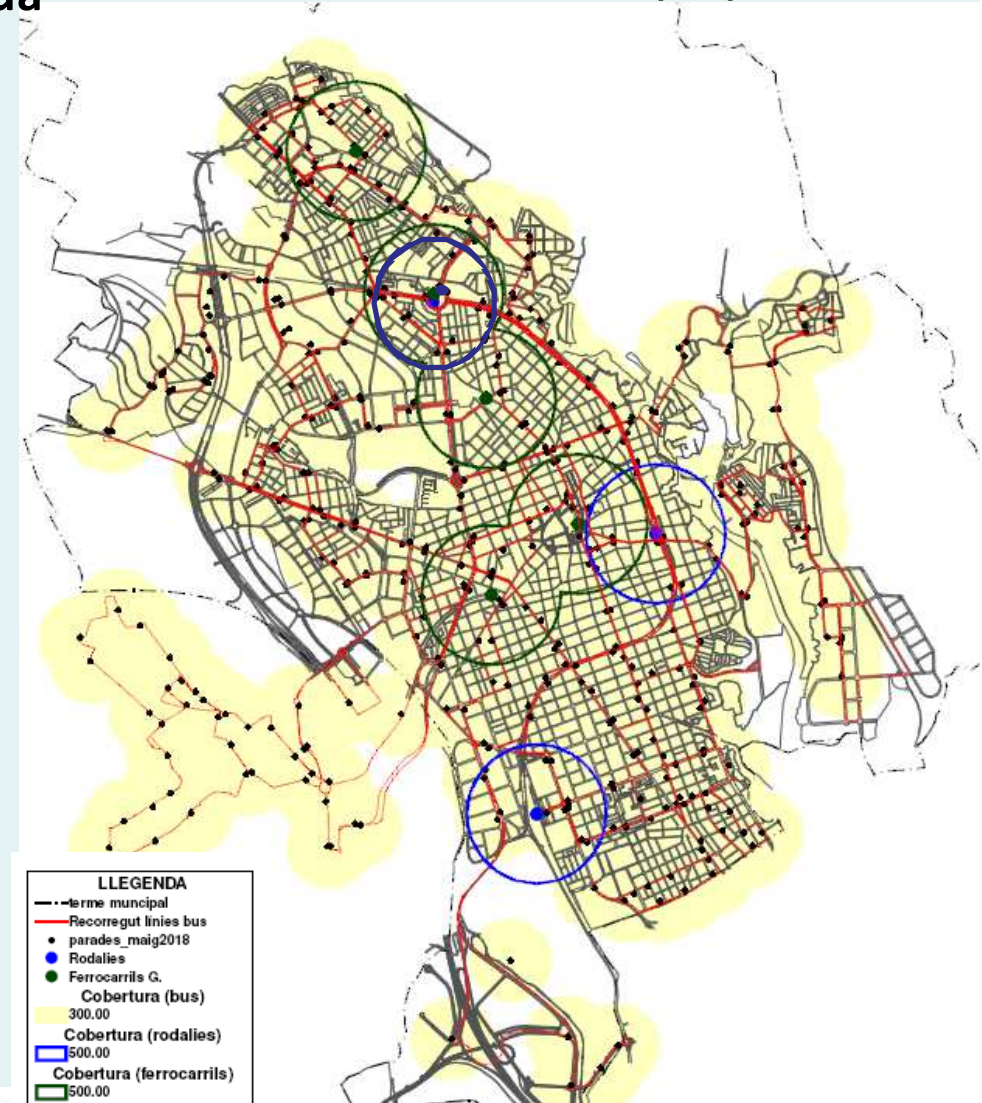 da
LLEGENDA
terme muncipal
Recorregut línies bus
parades_maig2018
Rodalies
Ferrocarrils G.
Cobertura (bus)
300.00
Cobertura (rodalies)
500.00
Cobertura (ferrocarrils)
500.00